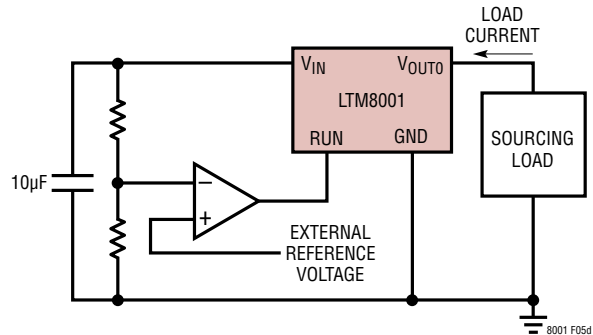 LOAD
CURRENT
VIN
VOUT0
LTM8001
RUN
GND
SOURCING
LOAD
10µF
−
+
EXTERNAL
REFERENCE
VOLTAGE
8001 F05d